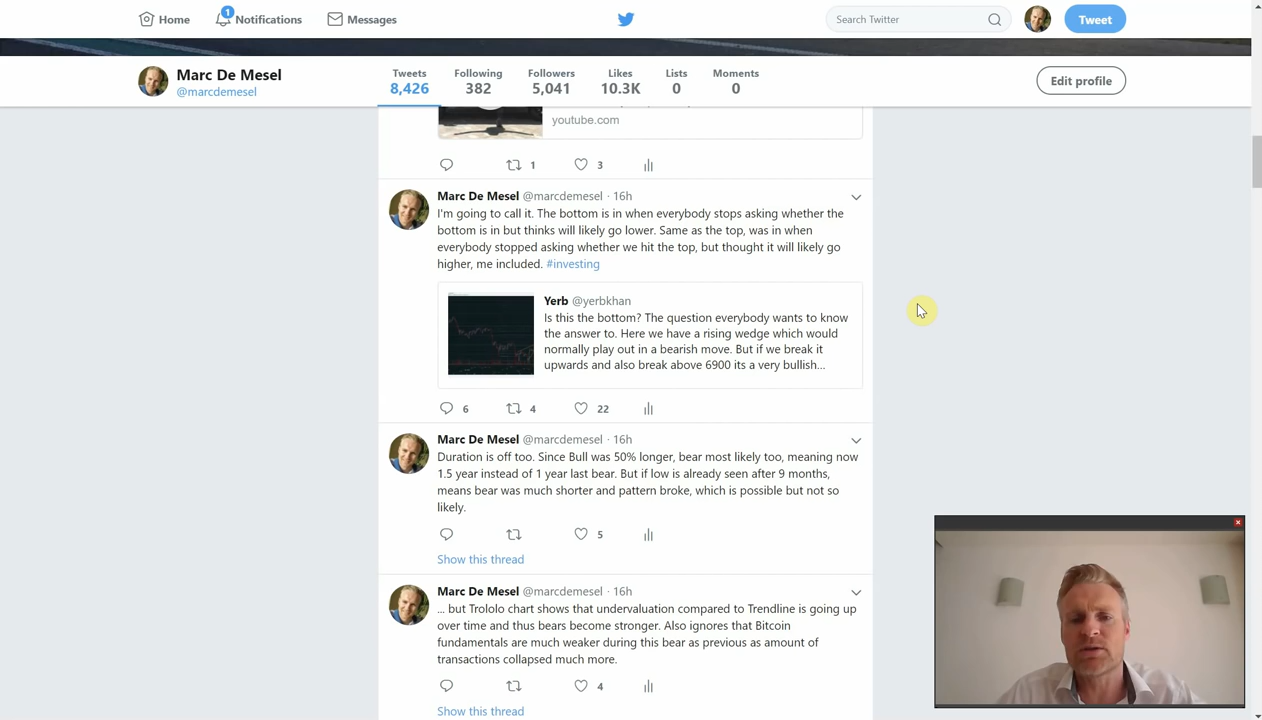 Home
1
Notifications
Messages
Search Twitter
Tweet
Marc De Mesel
@marcdemesel
Tweets
8,426
Following
382
Followers
5,041
Likes
10.3K
Lists
0
Moments
0
Edit profile
youtube.com
1
3
Marc De Mesel @marcdemesel · 16h
I'm going to call it. The bottom is in when everybody stops asking whether the
bottom is in but thinks will likely go lower. Same as the top, was in when
everybody stopped asking whether we hit the top, but thought it will likely go
higher, me included. #investing
Yerb @yerbkhan
Is this the bottom? The question everybody wants to know
the answer to. Here we have a rising wedge which would
normally play out in a bearish move. But if we break it
upwards and also break above 6900 its a very bullish...
6
4
22
Marc De Mesel @marcdemesel · 16h
Duration is off too. Since Bull was 50% longer, bear most likely too, meaning now
1.5 year instead of 1 year last bear. But if low is already seen after 9 months,
means bear was much shorter and pattern broke, which is possible but not so
likely.
5
Show this thread
Marc De Mesel @marcdemesel · 16h
... but Trololo chart shows that undervaluation compared to Trendline is going up
over time and thus bears become stronger. Also ignores that Bitcoin
fundamentals are much weaker during this bear as previous as amount of
transactions collapsed much more.
4
Show this thread